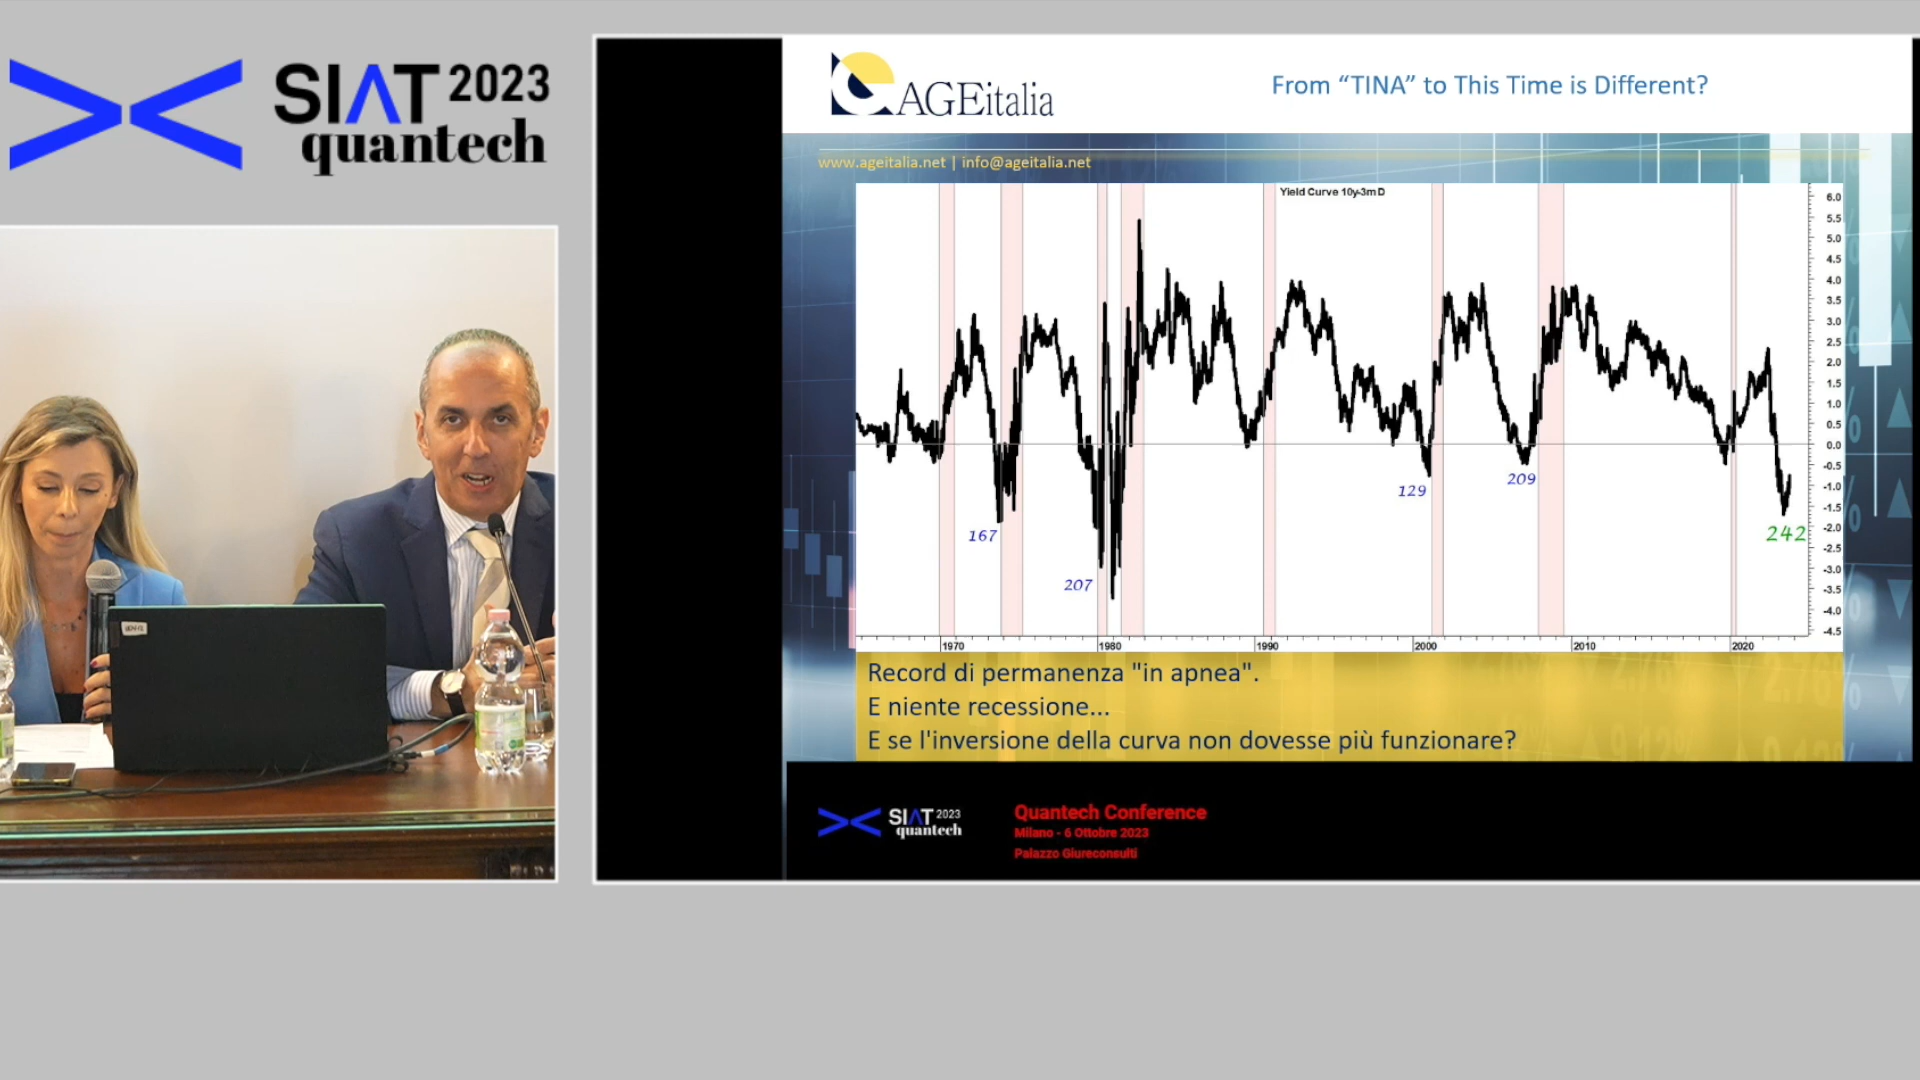 SIAT 2023
quantech
AGEitalia
From “TINA” to This Time is Different?
www.ageitalia.net | info@ageitalia.net
Yield Curve 10y-3m D
6.0
5.5
5.0
4.5
4.0
3.5
3.0
2.5
2.0
1.5
1.0
0.5
0.0
-0.5
-1.0
-1.5
-2.0
-2.5
-3.0
-3.5
-4.0
-4.5
129
209
167
242
207
1970
1980
1990
2000
2010
2020
Record di permanenza "in apnea".
E niente recessione...
E se l'inversione della curva non dovesse più funzionare?
SIAT 2023
quantech
Quantech Conference
Milano - 6 Ottobre 2023
Palazzo Giureconsulti